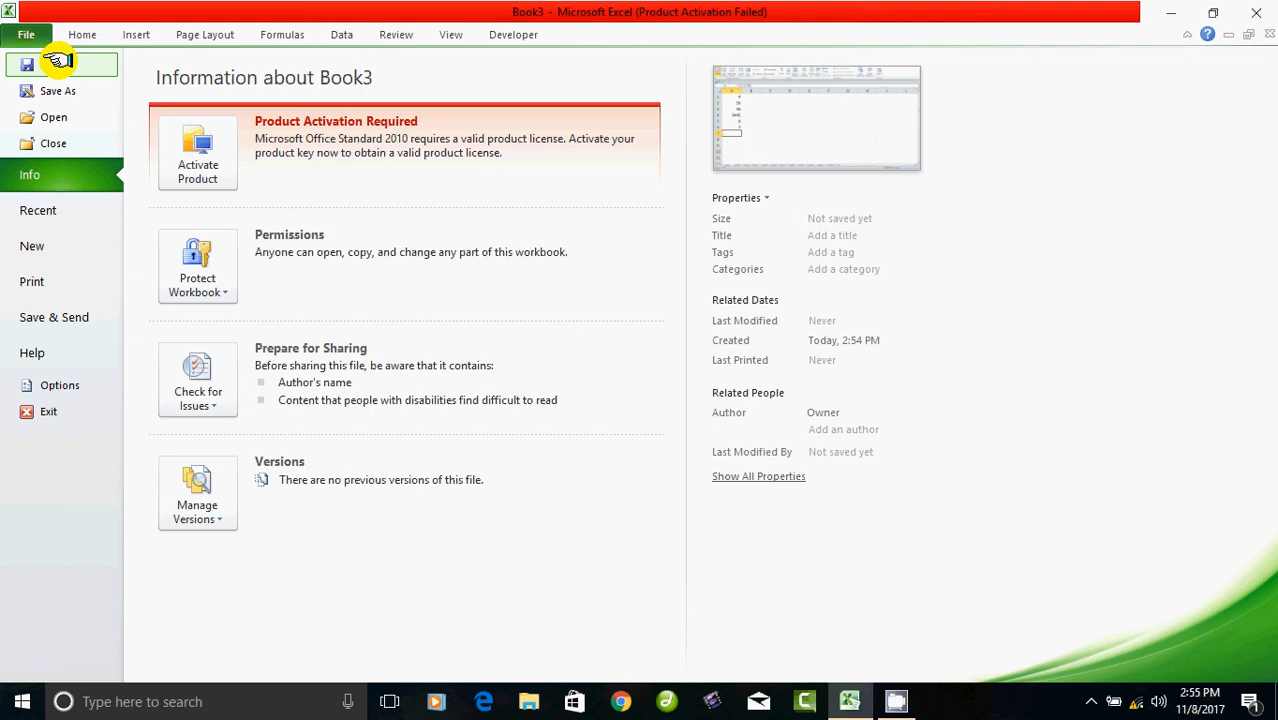 Book3 - Microsoft Excel (Product Activation Failed)
File Home Insert Page Layout Formulas Data Review View Developer
Save As
Open
Close
Info
Recent
New
Print
Save & Send
Help
Options
Exit
Information about Book3
Activate Product
Product Activation Required
Microsoft Office Standard 2010 requires a valid product license. Activate your
product key now to obtain a valid product license.
Protect Workbook
Permissions
Anyone can open, copy, and change any part of this workbook.
Check for Issues
Prepare for Sharing
Before sharing this file, be aware that it contains:
Author's name
Content that people with disabilities find difficult to read
Manage Versions
Versions
There are no previous versions of this file.
Properties
Size Not saved yet
Title Add a title
Tags Add a tag
Categories Add a category
Related Dates
Last Modified Never
Created Today, 2:54 PM
Last Printed Never
Related People
Author Owner
Add an author
Last Modified By Not saved yet
Show All Properties
Type here to search
2:55 PM
11/8/2017